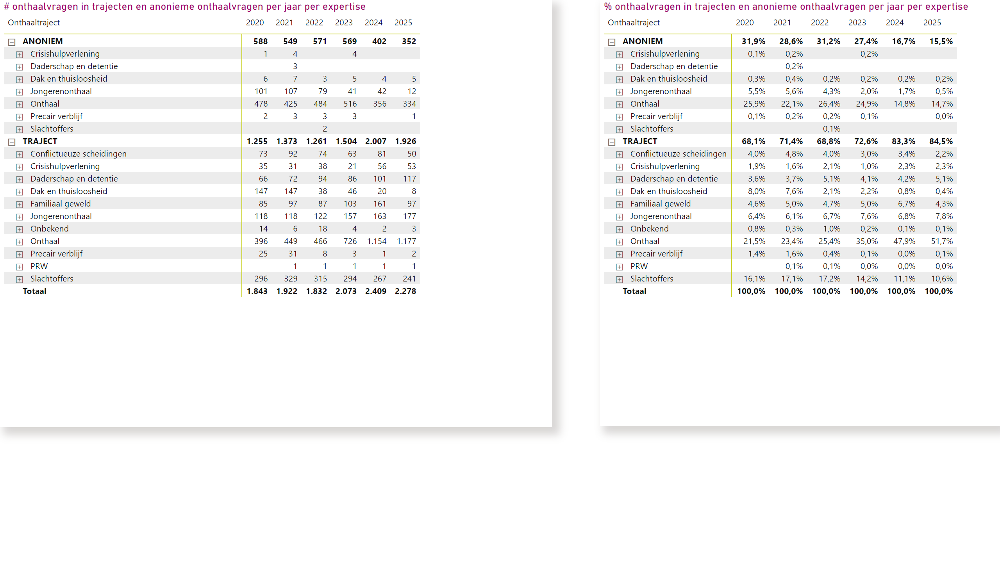 # onthaalvragen in trajecten en anonieme onthaalvragen per jaar per expertise
Onthaaltraject 2020 2021 2022 2023 2024 2025
ANONIEM 588 549 571 569 402 352
Crisishulpverlening 1 4 4
Daderschap en detentie 3
Dak en thuisloosheid 6 7 3 5 4 5
Jongerenonthaal 101 107 79 41 42 12
Onthaal 478 425 484 516 356 334
Precair verblijf 2 3 3 3 1
Slachtoffers 2
TRAJECT 1.255 1.373 1.261 1.504 2.007 1.926
Conflictueuze scheidingen 73 92 74 63 81 50
Crisishulpverlening 35 31 38 21 56 53
Daderschap en detentie 66 72 94 86 101 117
Dak en thuisloosheid 147 147 38 46 20 8
Familiaal geweld 85 97 87 103 161 97
Jongerenonthaal 118 118 122 157 163 177
Onbekend 14 6 18 4 2 3
Onthaal 396 449 466 726 1.154 1.177
Precair verblijf 25 31 8 3 1 2
PRW 1 1 1 1 1
Slachtoffers 296 329 315 294 267 241
Totaal 1.843 1.922 1.832 2.073 2.409 2.278
% onthaalvragen in trajecten en anonieme onthaalvragen per jaar per expertise
Onthaaltraject 2020 2021 2022 2023 2024 2025
ANONIEM 31,9% 28,6% 31,2% 27,4% 16,7% 15,5%
Crisishulpverlening 0,1% 0,2% 0,2%
Daderschap en detentie 0,2%
Dak en thuisloosheid 0,3% 0,4% 0,2% 0,2% 0,2% 0,2%
Jongerenonthaal 5,5% 5,6% 4,3% 2,0% 1,7% 0,5%
Onthaal 25,9% 22,1% 26,4% 24,9% 14,8% 14,7%
Precair verblijf 0,1% 0,2% 0,2% 0,1% 0,0%
Slachtoffers 0,1%
TRAJECT 68,1% 71,4% 68,8% 72,6% 83,3% 84,5%
Conflictueuze scheidingen 4,0% 4,8% 4,0% 3,0% 3,4% 2,2%
Crisishulpverlening 1,9% 1,6% 2,1% 1,0% 2,3% 2,3%
Daderschap en detentie 3,6% 3,7% 5,1% 4,1% 4,2% 5,1%
Dak en thuisloosheid 8,0% 7,6% 2,1% 2,2% 0,8% 0,4%
Familiaal geweld 4,6% 5,0% 4,7% 5,0% 6,7% 4,3%
Jongerenonthaal 6,4% 6,1% 6,7% 7,6% 6,8% 7,8%
Onbekend 0,8% 0,3% 1,0% 0,2% 0,1% 0,1%
Onthaal 21,5% 23,4% 25,4% 35,0% 47,9% 51,7%
Precair verblijf 1,4% 1,6% 0,4% 0,1% 0,0% 0,1%
PRW 0,1% 0,1% 0,0% 0,0% 0,0%
Slachtoffers 16,1% 17,1% 17,2% 14,2% 11,1% 10,6%
Totaal 100,0% 100,0% 100,0% 100,0% 100,0% 100,0%